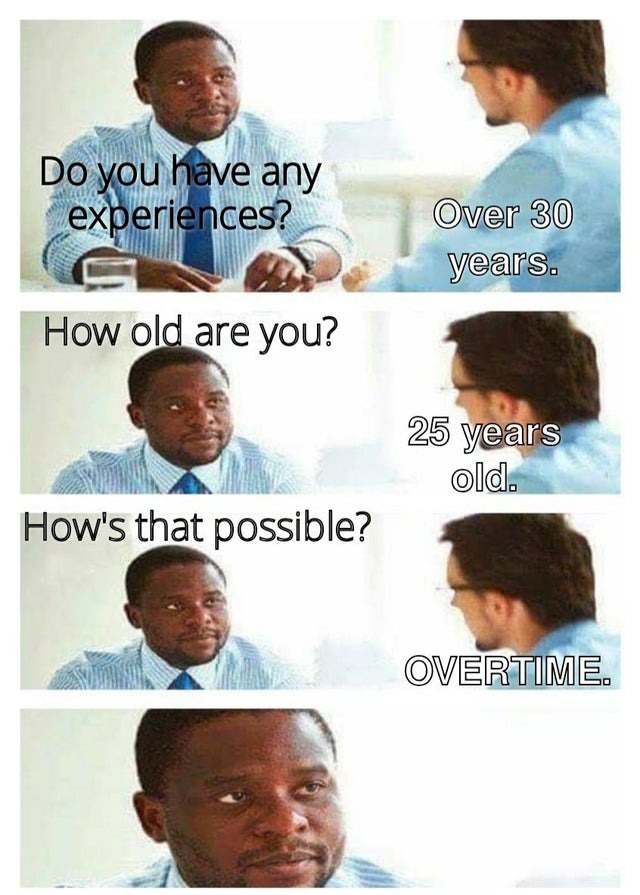 Do you have any
experiences?
Over 30
years.
How old are you?
25 years
old.
How's that possible?
OVERTIME.